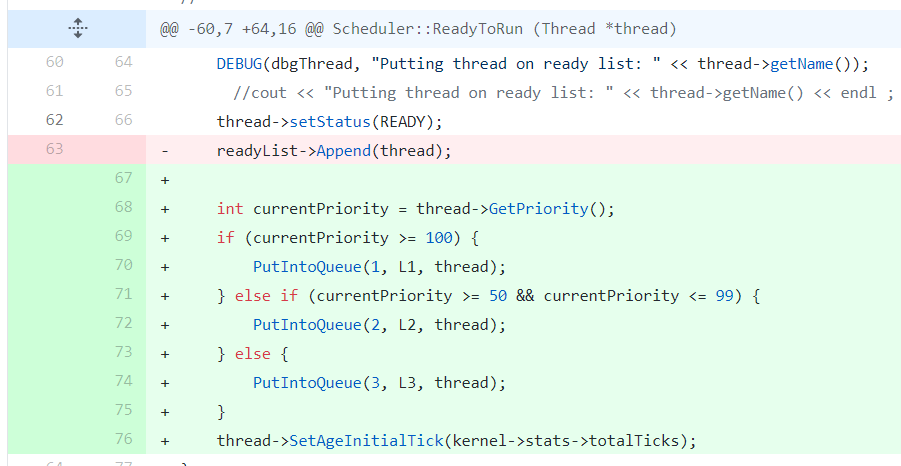 @@ -60,7 +64,16 @@ Scheduler::ReadyToRun (Thread *thread)
60 64 DEBUG(dbgThread, "Putting thread on ready list: " << thread->getName());
61 65 //cout << "Putting thread on ready list: " << thread->getName() << endl ;
62 66 thread->setStatus(READY);
63 - readyList->Append(thread);
67 +
68 + int currentPriority = thread->GetPriority();
69 + if (currentPriority >= 100) {
70 + PutIntoQueue(1, L1, thread);
71 + } else if (currentPriority >= 50 && currentPriority <= 99) {
72 + PutIntoQueue(2, L2, thread);
73 + } else {
74 + PutIntoQueue(3, L3, thread);
75 + }
76 + thread->SetAgeInitialTick(kernel->stats->totalTicks);